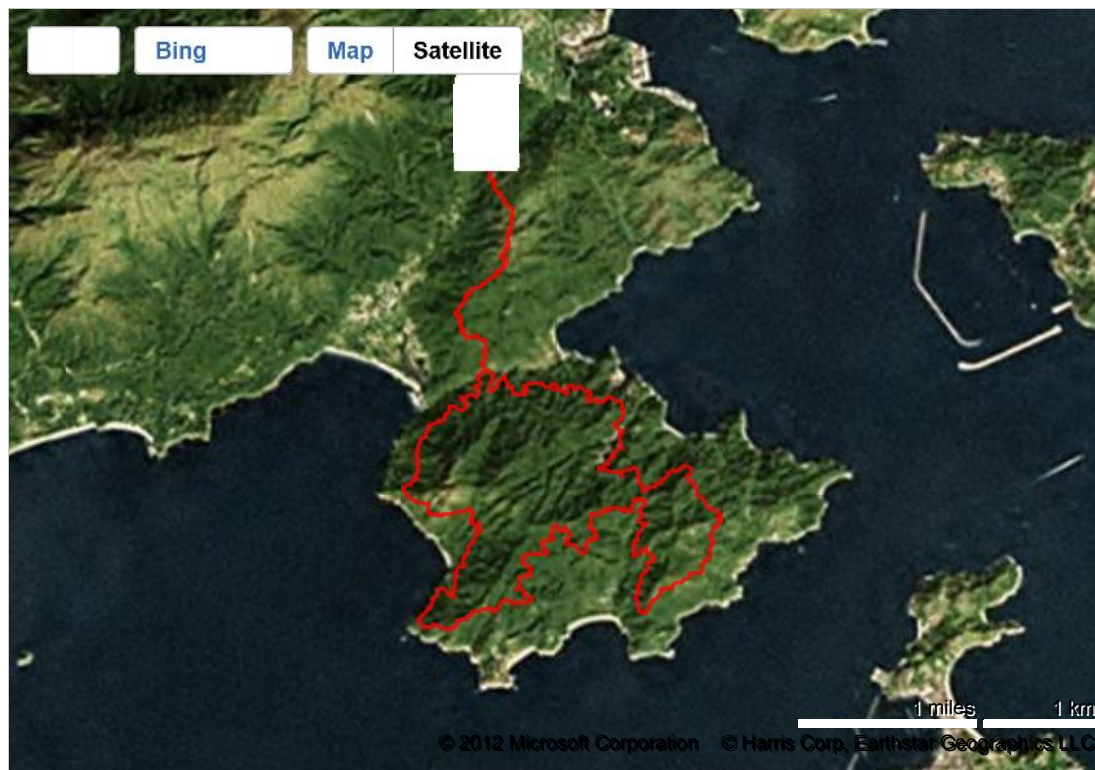 Bing Map Satellite
1 miles 1 km
© 2012 Microsoft Corporation © Harris Corp, Earthstar Geographics LLC